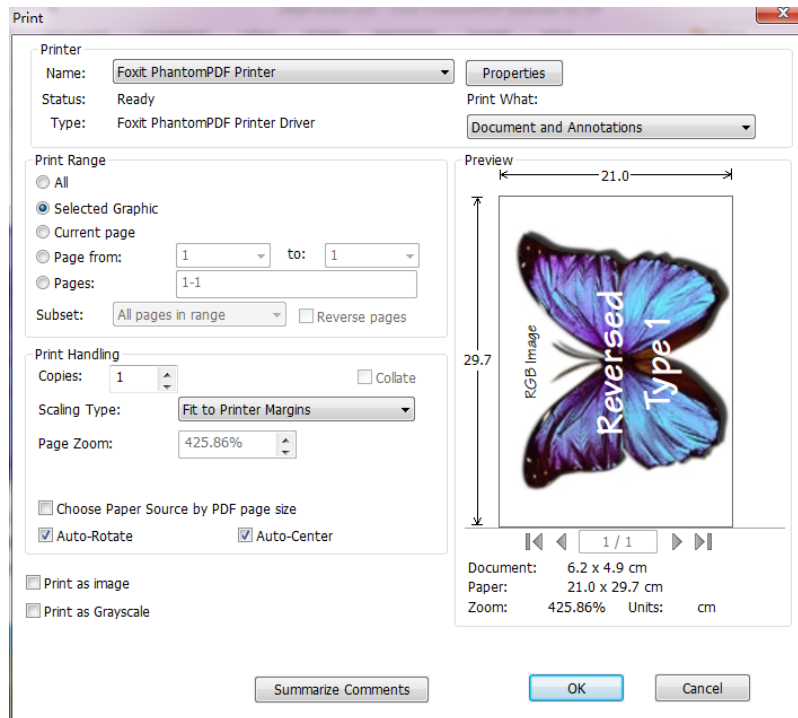 Print
Printer
Name: Foxit PhantomPDF Printer Properties
Status: Ready Print What:
Type: Foxit PhantomPDF Printer Driver Document and Annotations
Print Range
All
Selected Graphic
Current page
Page from: 1 to: 1
Pages: 1-1
Subset: All pages in range Reverse pages
Print Handling
Copies: 1 Collate
Scaling Type: Fit to Printer Margins
Page Zoom: 425.86%
Choose Paper Source by PDF page size
Auto-Rotate Auto-Center
Print as image
Print as Grayscale
Preview
21.0
29.7
RGB Image
Reversed
Type 1
1 / 1
Document: 6.2 x 4.9 cm
Paper: 21.0 x 29.7 cm
Zoom: 425.86% Units: cm
Summarize Comments OK Cancel